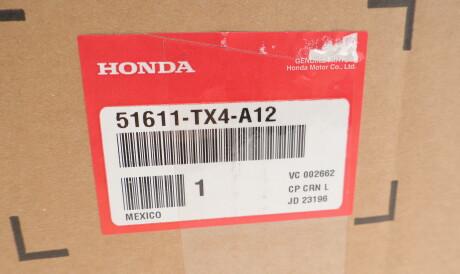 HONDA
GENUINE PARTS
Honda Motor Co., Ltd.
51611-TX4-A12
1
VC 002662
CP CRN L
JD 23196
MEXICO